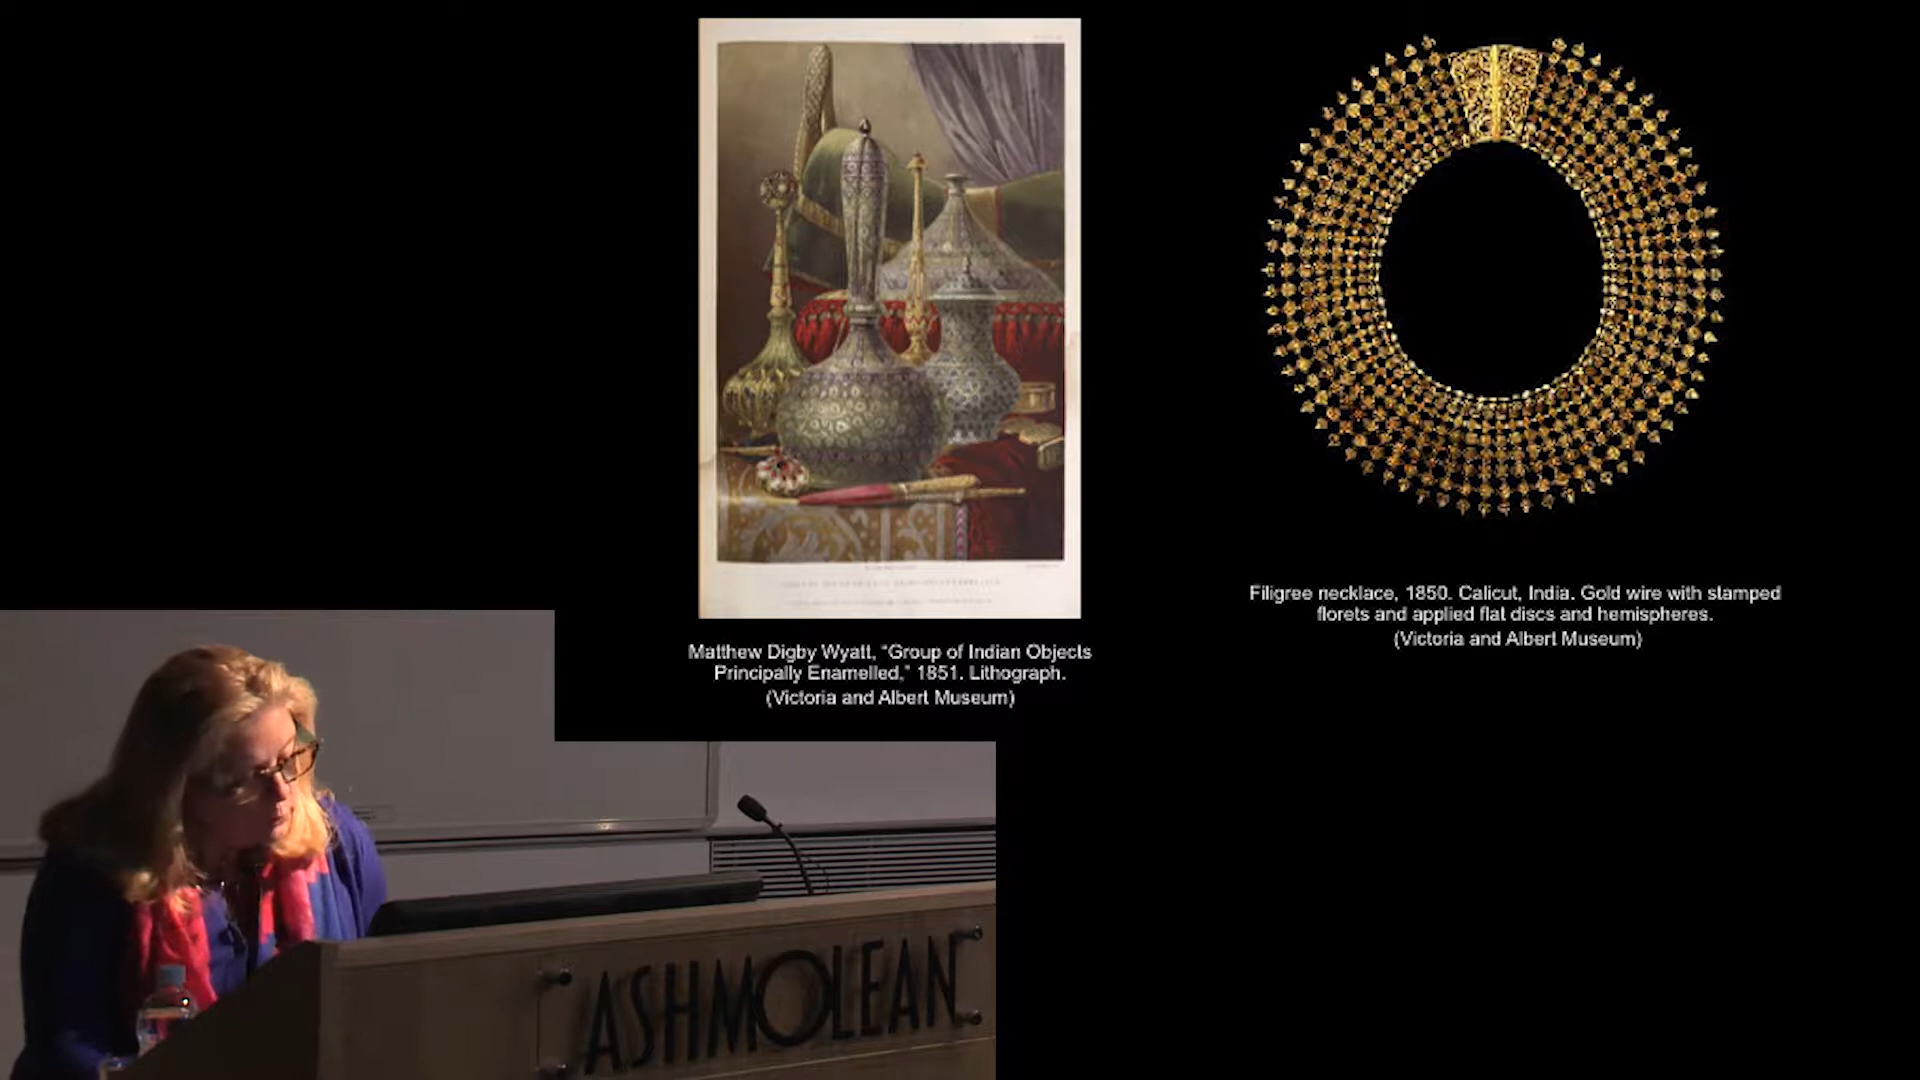 Matthew Digby Wyatt, "Group of Indian Objects
Principally Enamelled," 1851. Lithograph.
(Victoria and Albert Museum)
Filigree necklace, 1850. Calicut, India. Gold wire with stamped
florets and applied flat discs and hemispheres.
(Victoria and Albert Museum)
ASHMOLEAN